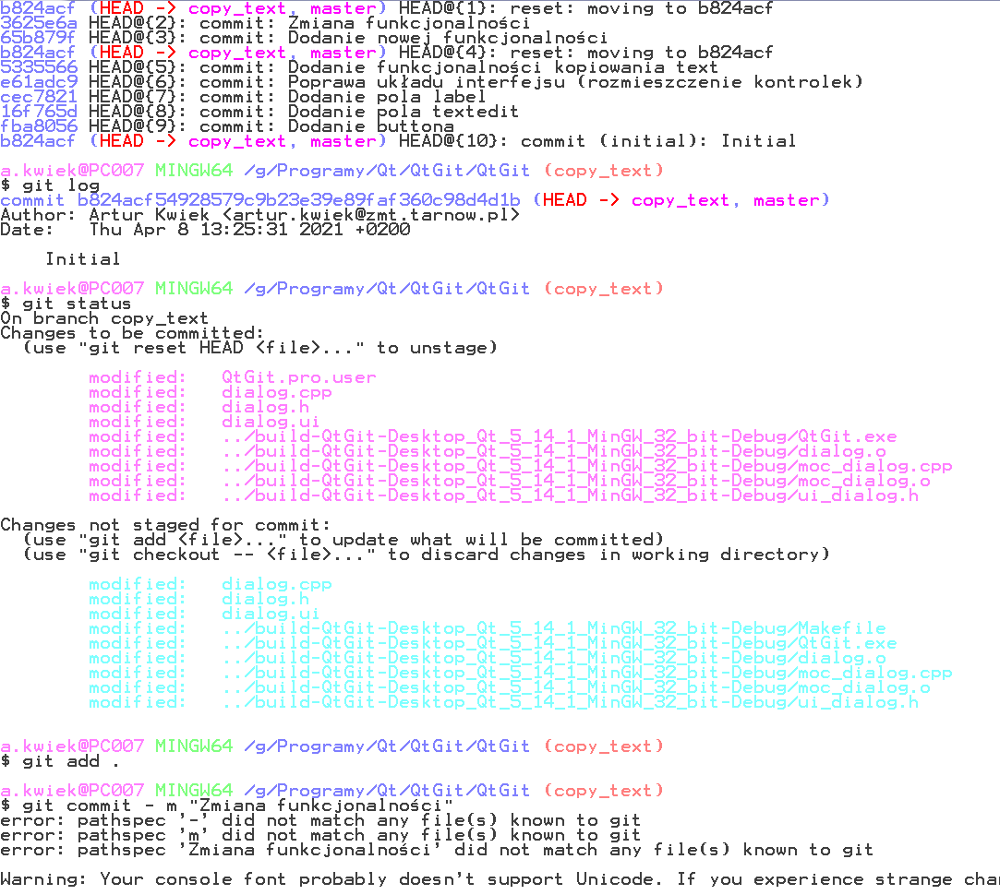 b824acf (HEAD -> copy_text, master) HEAD@{1}: reset: moving to b824acf
3625e6a HEAD@{2}: commit: Zmiana funkcjonalności
65b879f HEAD@{3}: commit: Dodanie nowej funkcjonalności
b824acf (HEAD -> copy_text, master) HEAD@{4}: reset: moving to b824acf
5335566 HEAD@{5}: commit: Dodanie funkcjonalności kopiowania text
e61adc9 HEAD@{6}: commit: Poprawa układu interfejsu (rozmieszczenie kontrolek)
cec7821 HEAD@{7}: commit: Dodanie pola label
16f765d HEAD@{8}: commit: Dodanie pola textedit
fba8056 HEAD@{9}: commit: Dodanie buttona
b824acf (HEAD -> copy_text, master) HEAD@{10}: commit (initial): Initial
a.kwiek@PC007 MINGW64 /g/Programy/Qt/QtGit/QtGit (copy_text)
$ git log
commit b824acf54928579c9b23e39e89faf360c98d4d1b (HEAD -> copy_text, master)
Author: Artur Kwiek <artur.kwiek@zmt.tarnow.pl>
Date:   Thu Apr 8 13:25:31 2021 +0200
    Initial
a.kwiek@PC007 MINGW64 /g/Programy/Qt/QtGit/QtGit (copy_text)
$ git status
On branch copy_text
Changes to be committed:
  (use "git reset HEAD <file>..." to unstage)
        modified:   QtGit.pro.user
        modified:   dialog.cpp
        modified:   dialog.h
        modified:   dialog.ui
        modified:   ../build-QtGit-Desktop_Qt_5_14_1_MinGW_32_bit-Debug/QtGit.exe
        modified:   ../build-QtGit-Desktop_Qt_5_14_1_MinGW_32_bit-Debug/dialog.o
        modified:   ../build-QtGit-Desktop_Qt_5_14_1_MinGW_32_bit-Debug/moc_dialog.cpp
        modified:   ../build-QtGit-Desktop_Qt_5_14_1_MinGW_32_bit-Debug/moc_dialog.o
        modified:   ../build-QtGit-Desktop_Qt_5_14_1_MinGW_32_bit-Debug/ui_dialog.h
Changes not staged for commit:
  (use "git add <file>..." to update what will be committed)
  (use "git checkout -- <file>..." to discard changes in working directory)
        modified:   dialog.cpp
        modified:   dialog.h
        modified:   dialog.ui
        modified:   ../build-QtGit-Desktop_Qt_5_14_1_MinGW_32_bit-Debug/Makefile
        modified:   ../build-QtGit-Desktop_Qt_5_14_1_MinGW_32_bit-Debug/QtGit.exe
        modified:   ../build-QtGit-Desktop_Qt_5_14_1_MinGW_32_bit-Debug/dialog.o
        modified:   ../build-QtGit-Desktop_Qt_5_14_1_MinGW_32_bit-Debug/moc_dialog.cpp
        modified:   ../build-QtGit-Desktop_Qt_5_14_1_MinGW_32_bit-Debug/moc_dialog.o
        modified:   ../build-QtGit-Desktop_Qt_5_14_1_MinGW_32_bit-Debug/ui_dialog.h
a.kwiek@PC007 MINGW64 /g/Programy/Qt/QtGit/QtGit (copy_text)
$ git add .
a.kwiek@PC007 MINGW64 /g/Programy/Qt/QtGit/QtGit (copy_text)
$ git commit - m "Zmiana funkcjonalności"
error: pathspec '-' did not match any file(s) known to git
error: pathspec 'm' did not match any file(s) known to git
error: pathspec 'Zmiana funkcjonalności' did not match any file(s) known to git
Warning: Your console font probably doesn't support Unicode. If you experience strange